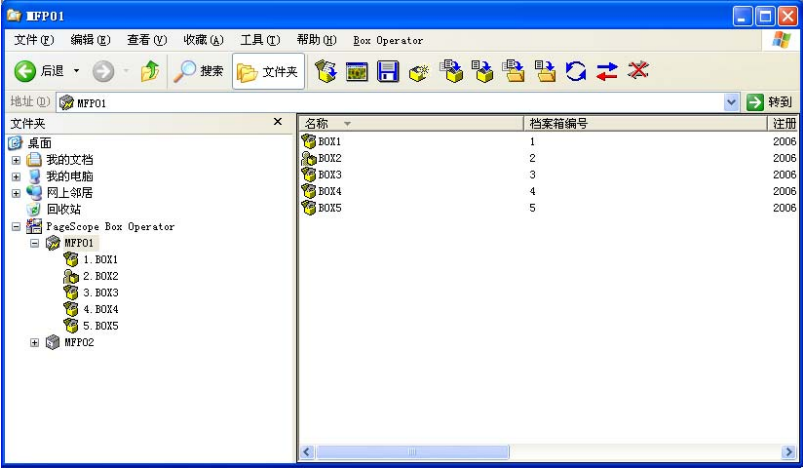 MFP01
文件(F) 编辑(E) 查看(V) 收藏(A) 工具(T) 帮助(H) Box Operator
后退 搜索 文件夹
地址(D) MFP01 转到
文件夹 × 名称 档案箱编号 注册
桌面
我的文档
我的电脑
网上邻居
回收站
PageScope Box Operator
MFP01
1.BOX1
2.BOX2
3.BOX3
4.BOX4
5.BOX5
MFP02
BOX1 1 2006
BOX2 2 2006
BOX3 3 2006
BOX4 4 2006
BOX5 5 2006